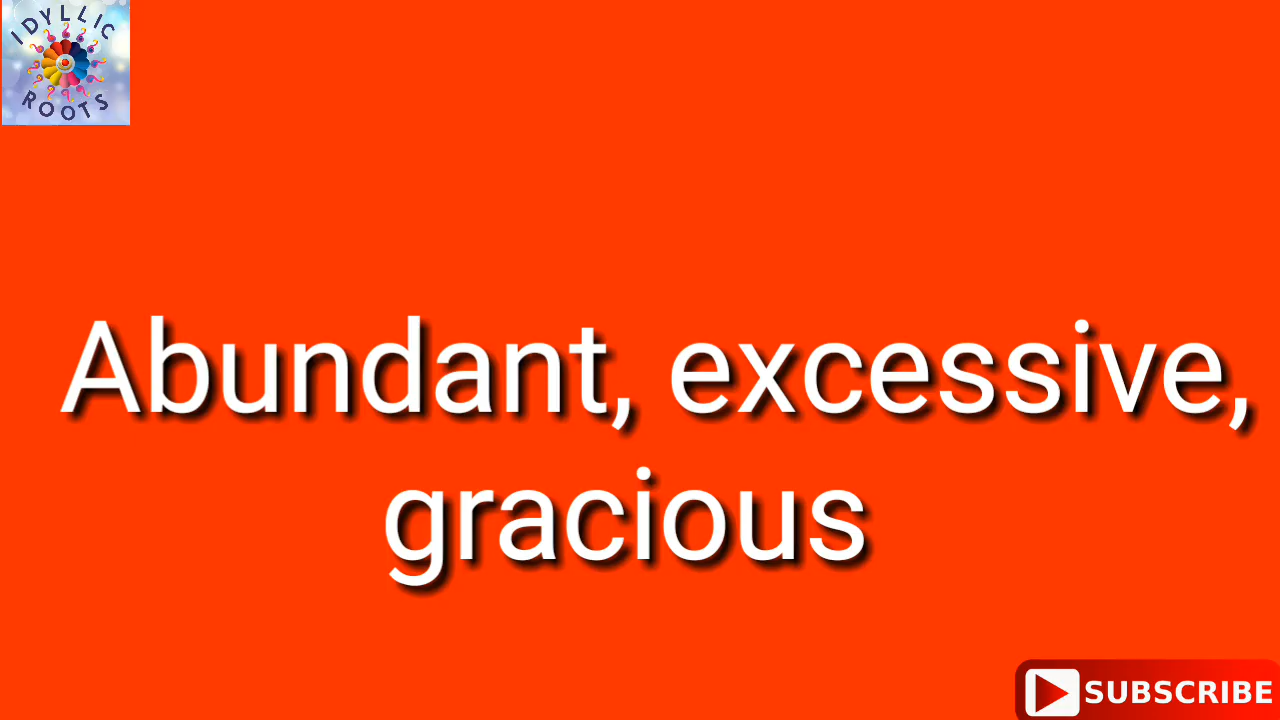 IDYLLIC
ROOTS
Abundant, excessive,
gracious
SUBSCRIBE